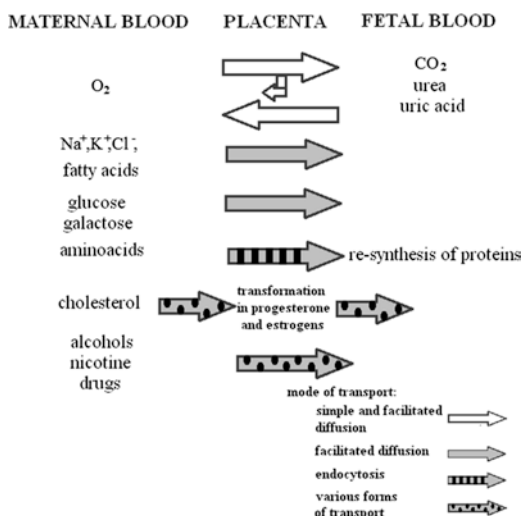 MATERNAL BLOOD PLACENTA FETAL BLOOD
O₂
CO₂
urea
uric acid
Na⁺,K⁺,Cl⁻,
fatty acids
glucose
galactose
aminoacids
re-synthesis of proteins
cholesterol
transformation
in progesterone
and estrogens
alcohols
nicotine
drugs
mode of transport:
simple and facilitated
diffusion
facilitated diffusion
endocytosis
various forms
of transport